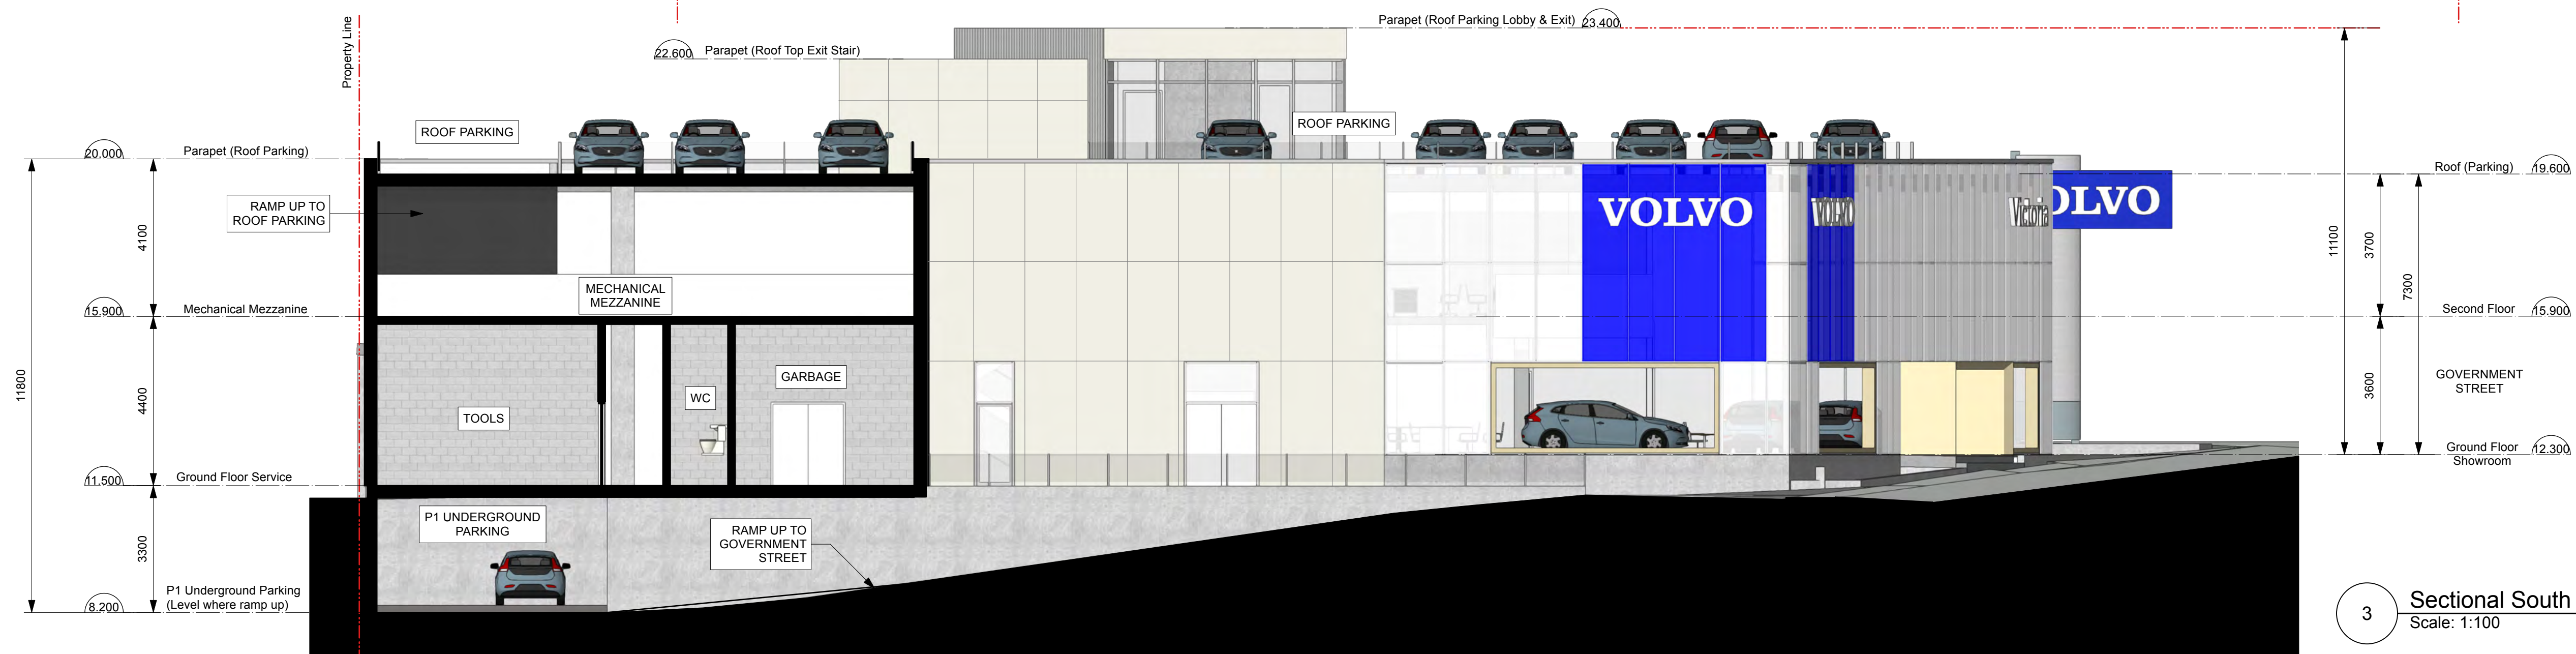 Property Line
Parapet (Roof Parking Lobby & Exit) 23.400
22.600 Parapet (Roof Top Exit Stair)
ROOF PARKING
ROOF PARKING
20.000 Parapet (Roof Parking)
Roof (Parking) 19.600
RAMP UP TO
ROOF PARKING
VOLVO
VOLVO
Victoria
OLVO
4100
11100
3700
7300
MECHANICAL
MEZZANINE
15.900 Mechanical Mezzanine
Second Floor 15.900
11800
4400
TOOLS
WC
GARBAGE
3600
GOVERNMENT
STREET
Ground Floor
Showroom
12.300
11.500 Ground Floor Service
3300
P1 UNDERGROUND
PARKING
RAMP UP TO
GOVERNMENT
STREET
P1 Underground Parking
(Level where ramp up)
8.200
3 Sectional South
Scale: 1:100